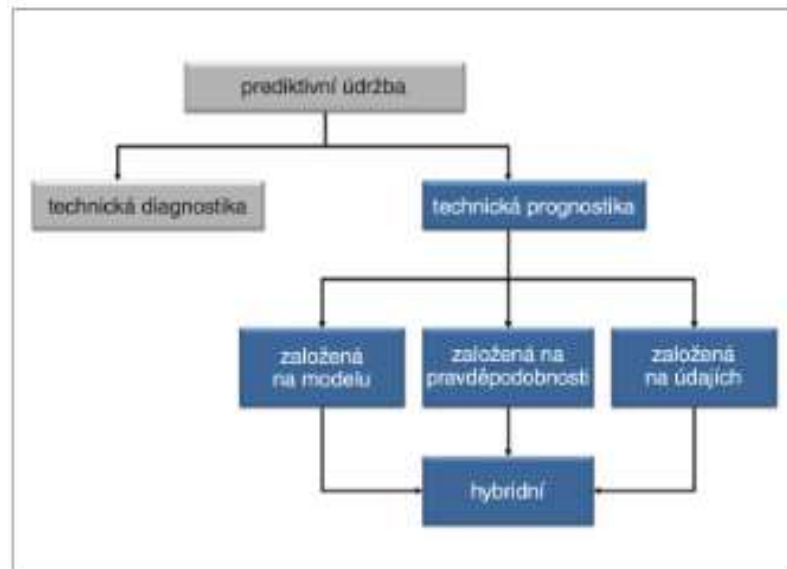 prediktivní údržba
technická diagnostika
technická prognostika
založená
na modelu
založená na
pravděpodobnosti
založená
na údajích
hybridní